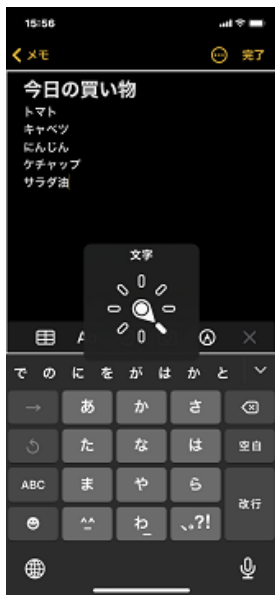 15:56
メモ
完了
今日の買い物
トマト
キャベツ
にんじん
ケチャップ
サラダ油
文字
で の に を が は か と
→ あ か さ
た な は 空白
ABC ま や ら 改行
^^ わ_ 、。?!